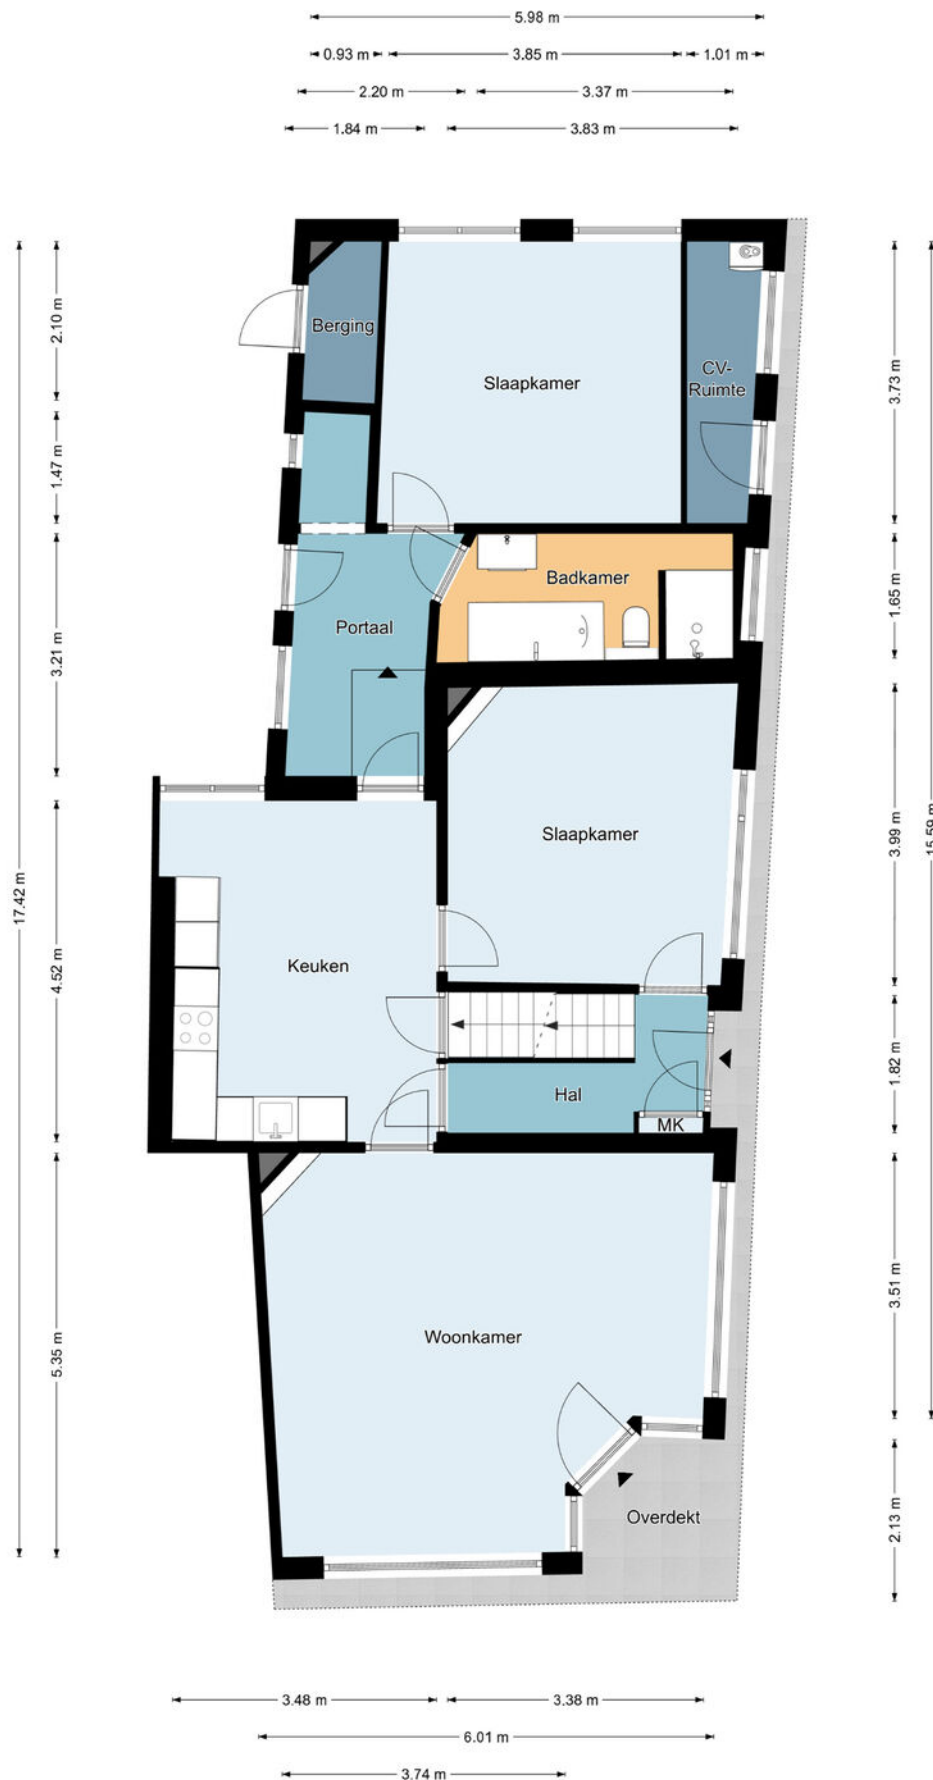 5.98 m
0.93 m
3.85 m
1.01 m
2.20 m
3.37 m
1.84 m
3.83 m
Berging
Slaapkamer
CV-
Ruimte
Badkamer
Portaal
Slaapkamer
Keuken
Hal
MK
Woonkamer
Overdekt
17.42 m
2.10 m
1.47 m
3.21 m
4.52 m
5.35 m
3.73 m
1.65 m
3.99 m
1.82 m
3.51 m
2.13 m
15.59 m
3.48 m
3.38 m
6.01 m
3.74 m